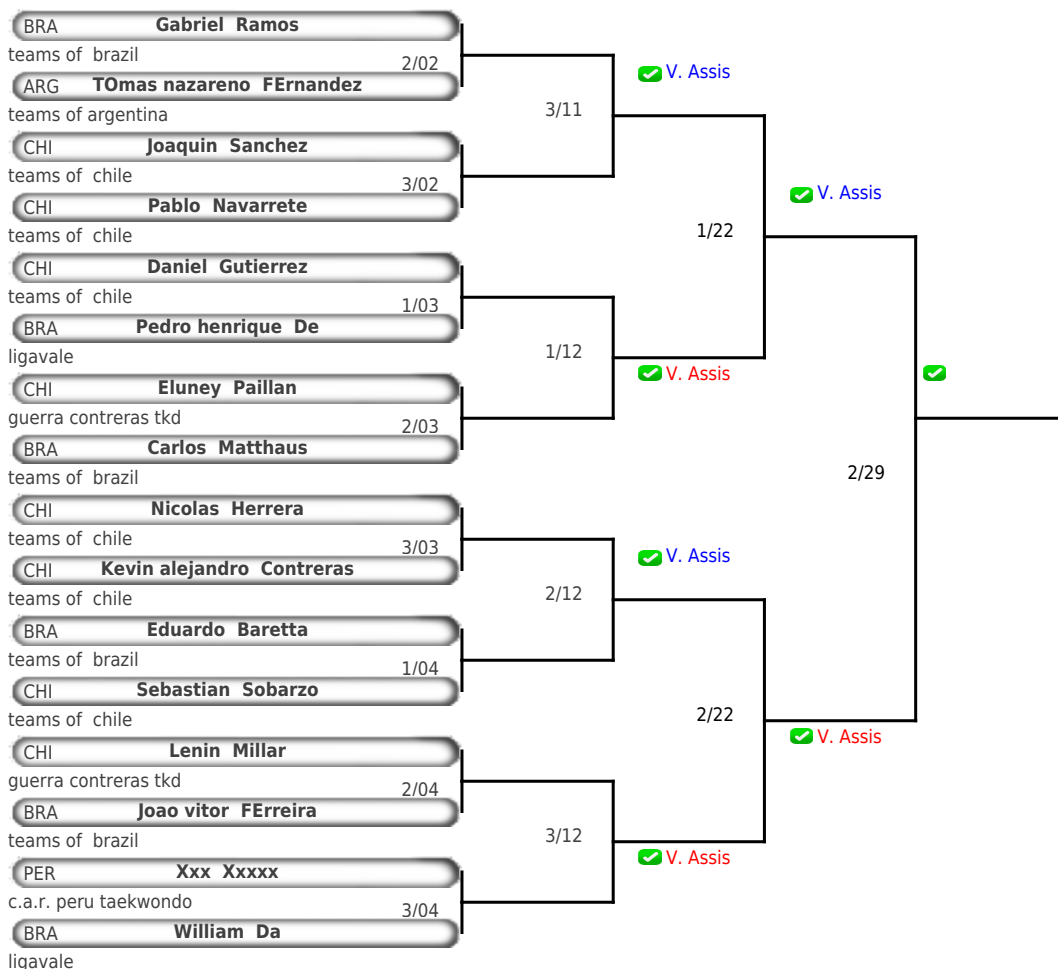 BRA Gabriel Ramos
teams of brazil
2/02
ARG TOmas nazareno FErnandez
teams of argentina
3/11
V. Assis
CHI Joaquin Sanchez
teams of chile
3/02
CHI Pablo Navarrete
teams of chile
1/22
V. Assis
CHI Daniel Gutierrez
teams of chile
1/03
BRA Pedro henrique De
ligavale
1/12
V. Assis
CHI Eluney Paillan
guerra contreras tkd
2/03
BRA Carlos Matthaus
teams of brazil
2/29
CHI Nicolas Herrera
teams of chile
3/03
CHI Kevin alejandro Contreras
teams of chile
2/12
V. Assis
BRA Eduardo Baretta
teams of brazil
1/04
CHI Sebastian Sobarzo
teams of chile
2/22
V. Assis
CHI Lenin Millar
guerra contreras tkd
2/04
BRA Joao vitor FErreira
teams of brazil
3/12
V. Assis
PER Xxx Xxxxx
c.a.r. peru taekwondo
3/04
BRA William Da
ligavale